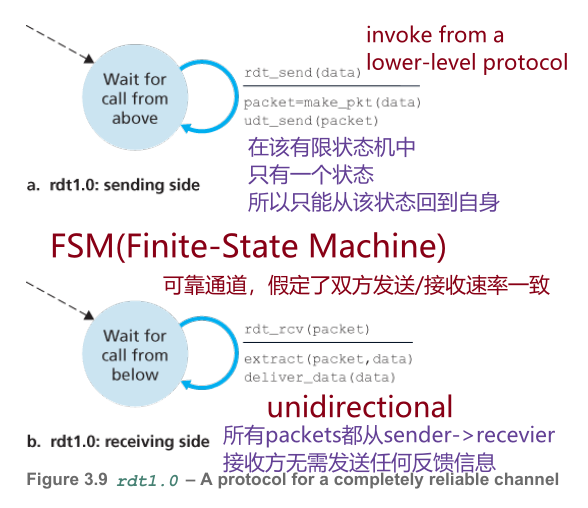 invoke from a
lower-level protocol
Wait for
call from
above
rdt_send(data)
packet=make_pkt(data)
udt_send(packet)
在该有限状态机中
只有一个状态
所以只能从该状态回到自身
a. rdt1.0: sending side
FSM(Finite-State Machine)
可靠通道，假定了双方发送/接收速率一致
Wait for
call from
below
rdt_rcv(packet)
extract(packet,data)
deliver_data(data)
unidirectional
b. rdt1.0: receiving side
所有packets都从sender->recevier
接收方无需发送任何反馈信息
Figure 3.9 rdt1.0 – A protocol for a completely reliable channel